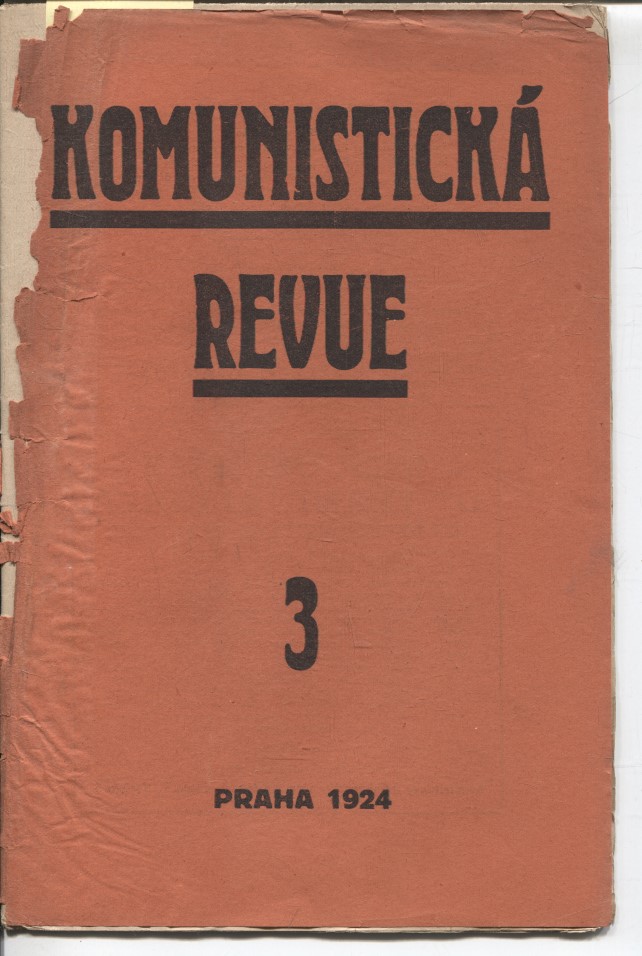 KOMUNISTICKÁ
REVUE
3
PRAHA 1924